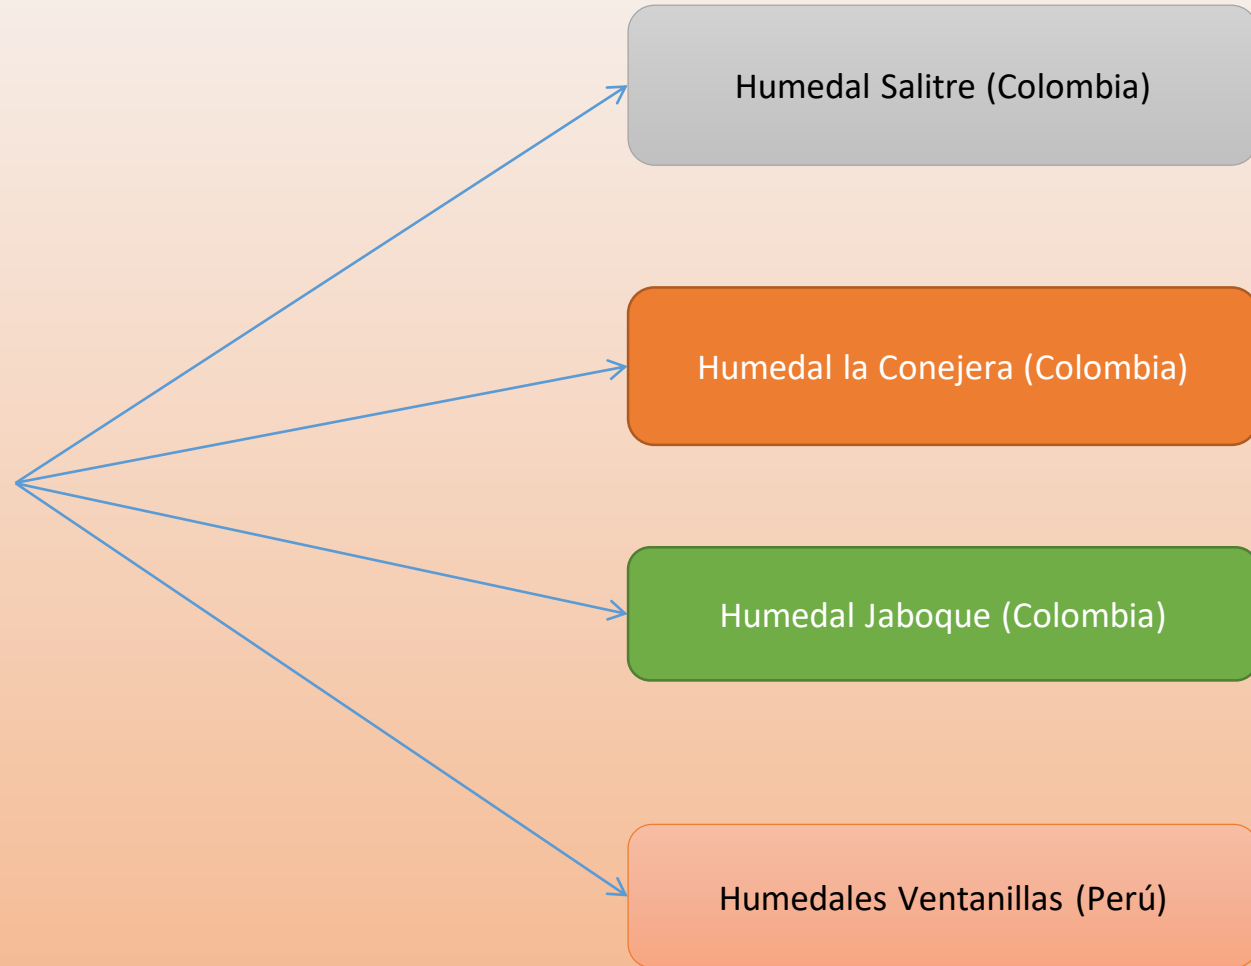 Humedal Salitre (Colombia)
Humedal la Conejera (Colombia)
Humedal Jaboque (Colombia)
Humedales Ventanillas (Perú)